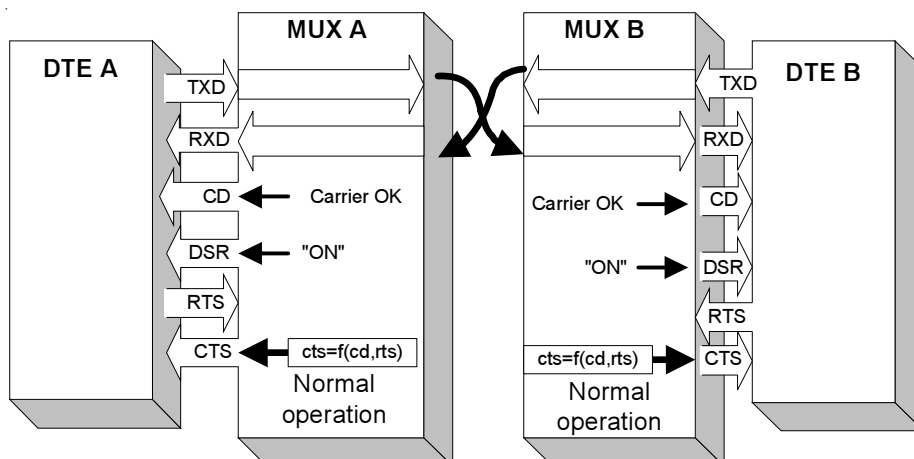 MUX A
MUX B
DTE A
DTE B
TXD
TXD
RXD
RXD
CD
Carrier OK
Carrier OK
CD
DSR
"ON"
"ON"
DSR
RTS
RTS
CTS
cts=f(cd,rts)
cts=f(cd,rts)
CTS
Normal
operation
Normal
operation